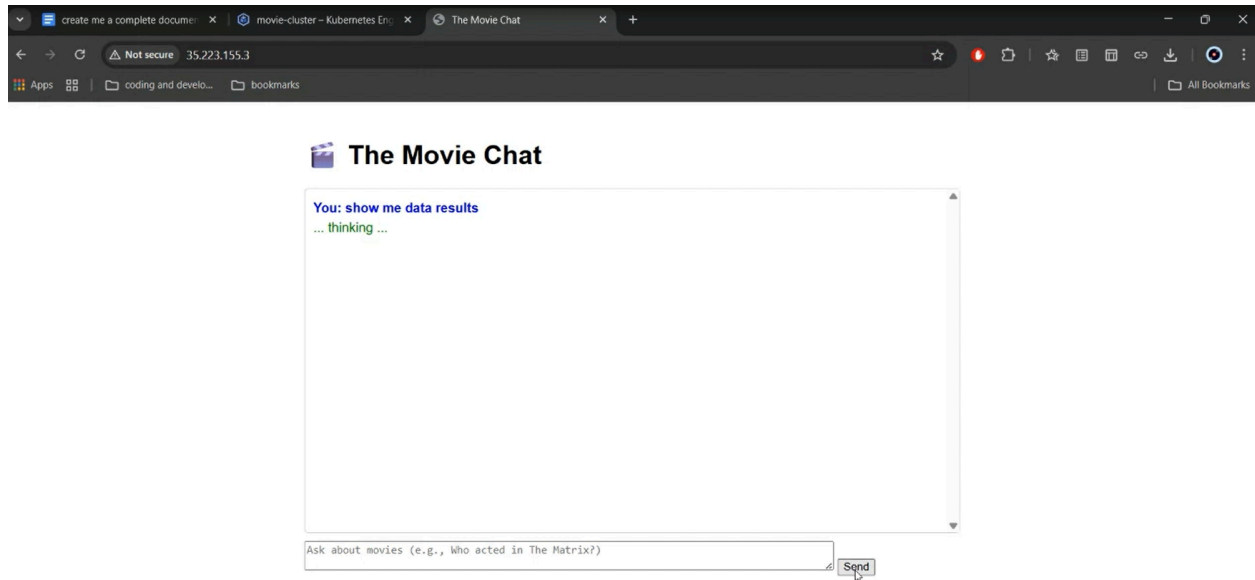 create me a complete documen
movie-cluster – Kubernetes Eng
The Movie Chat
Not secure 35.223.155.3
Apps
coding and develo...
bookmarks
All Bookmarks
The Movie Chat
You: show me data results
... thinking ...
Ask about movies (e.g., Who acted in The Matrix?)
Send